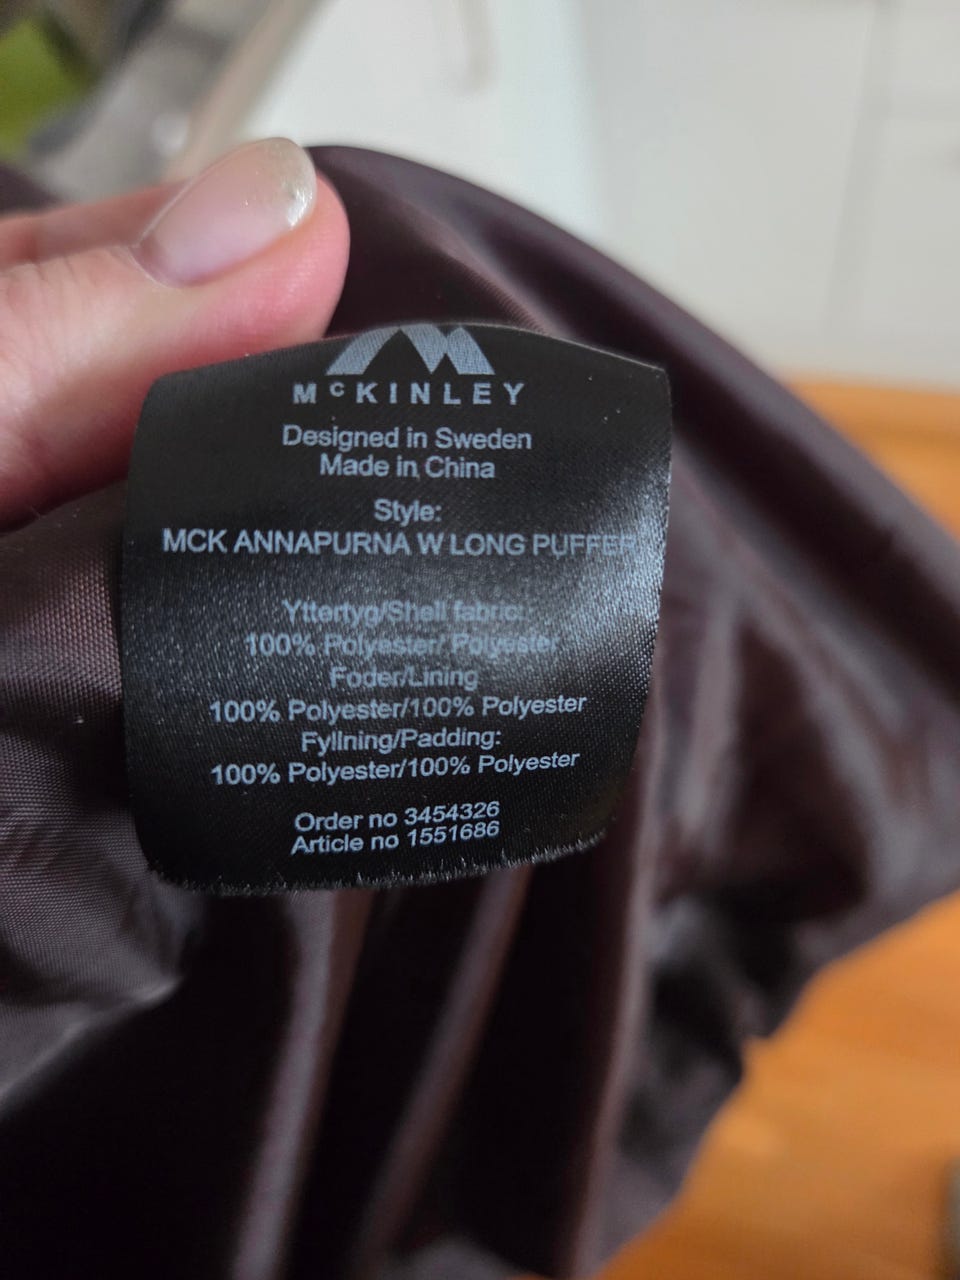 McKINLEY
Designed in Sweden
Made in China
Style:
MCK ANNAPURNA W LONG PUFFER
Yttertyg/Shell fabric:
100% Polyester/ Polyester
Foder/Lining
100% Polyester/100% Polyester
Fyllning/Padding:
100% Polyester/100% Polyester
Order no 3454326
Article no 1551686